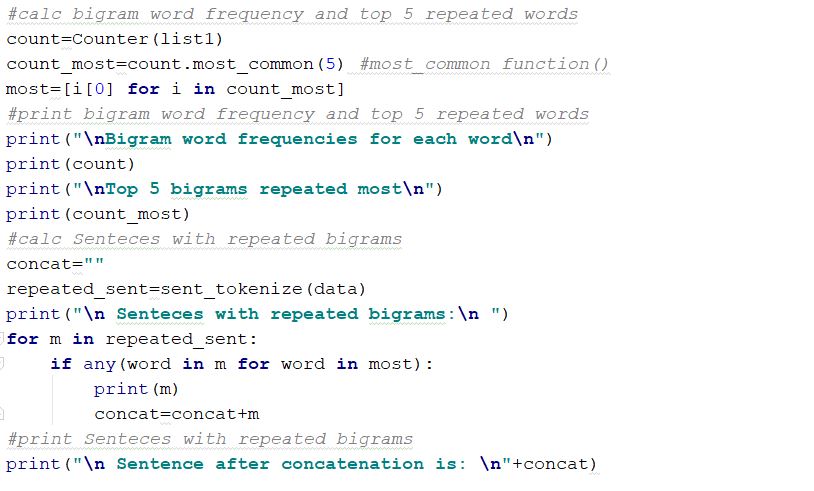 #calc bigram word frequency and top 5 repeated words
count=Counter(list1)
count_most=count.most_common(5)  #most_common function()
most=[i[0] for i in count_most]
#print bigram word frequency and top 5 repeated words
print("\nBigram word frequencies for each word\n")
print(count)
print("\nTop 5 bigrams repeated most\n")
print(count_most)
#calc Senteces with repeated bigrams
concat=""
repeated_sent=sent_tokenize(data)
print("\n Senteces with repeated bigrams:\n ")
for m in repeated_sent:
    if any(word in m for word in most):
        print(m)
        concat=concat+m
#print Senteces with repeated bigrams
print("\n Sentence after concatenation is: \n"+concat)